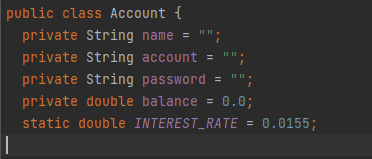 public class Account {
  private String name = "";
  private String account = "";
  private String password = "";
  private double balance = 0.0;
  static double INTEREST_RATE = 0.0155;